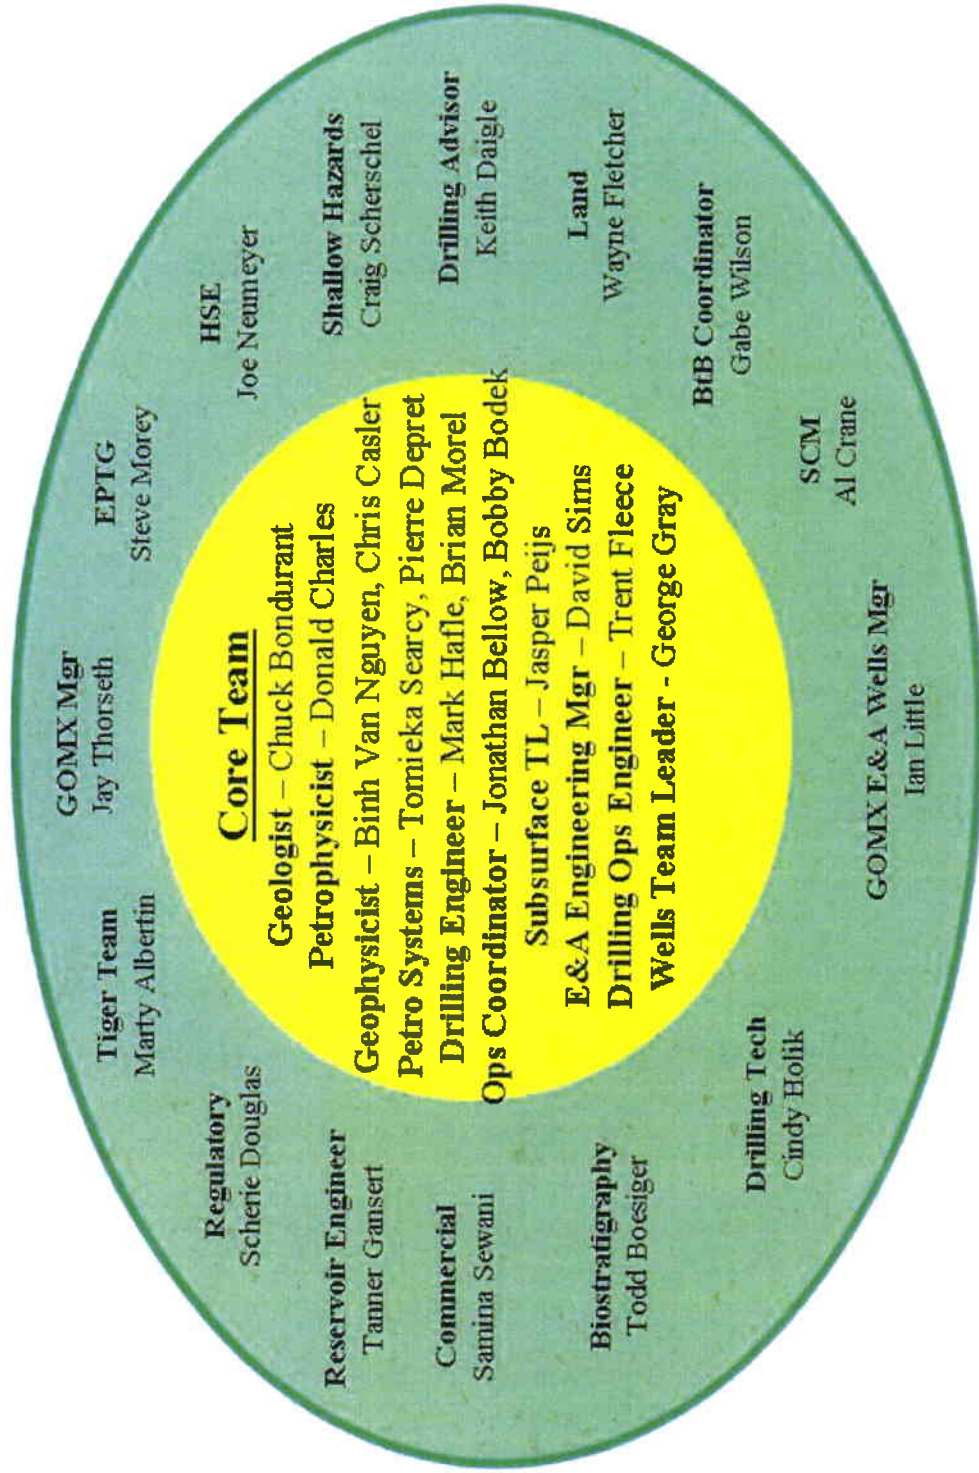 GOMX Mgr
Jay Thorseth
EPTG
Steve Morey
Tiger Team
Marty Albertin
HSE
Joe Neumeyer
Regulatory
Scherie Douglas
Shallow Hazards
Craig Scherschel
Reservoir Engineer
Tanner Gansert
Drilling Advisor
Keith Daigle
Commercial
Samina Sewani
Land
Wayne Fletcher
Biostratigraphy
Todd Boesiger
BtB Coordinator
Gabe Wilson
Drilling Tech
Cindy Holik
SCM
Al Crane
GOMX E&A Wells Mgr
Ian Little
Core Team
Geologist – Chuck Bondurant
Petrophysicist – Donald Charles
Geophysicist – Binh Van Nguyen, Chris Casler
Petro Systems – Tomieka Searcy, Pierre Depret
Drilling Engineer – Mark Hafle, Brian Morel
Ops Coordinator – Jonathan Bellow, Bobby Bodek
Subsurface TL – Jasper Peijs
E&A Engineering Mgr – David Sims
Drilling Ops Engineer – Trent Fleece
Wells Team Leader - George Gray